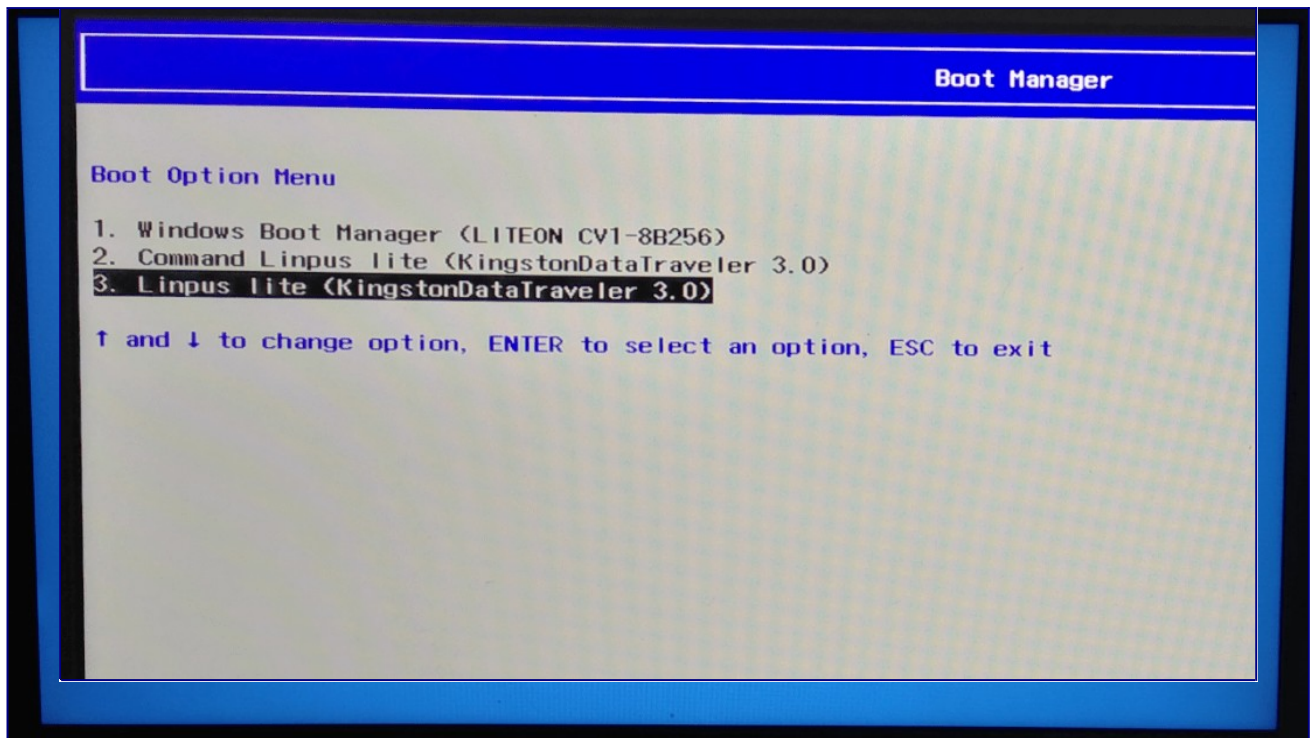 Boot Manager
Boot Option Menu
1. Windows Boot Manager (LITEON CV1-8B256)
2. Command Linpus lite (KingstonDataTraveler 3.0)
3. Linpus lite (KingstonDataTraveler 3.0)
↑ and ↓ to change option, ENTER to select an option, ESC to exit